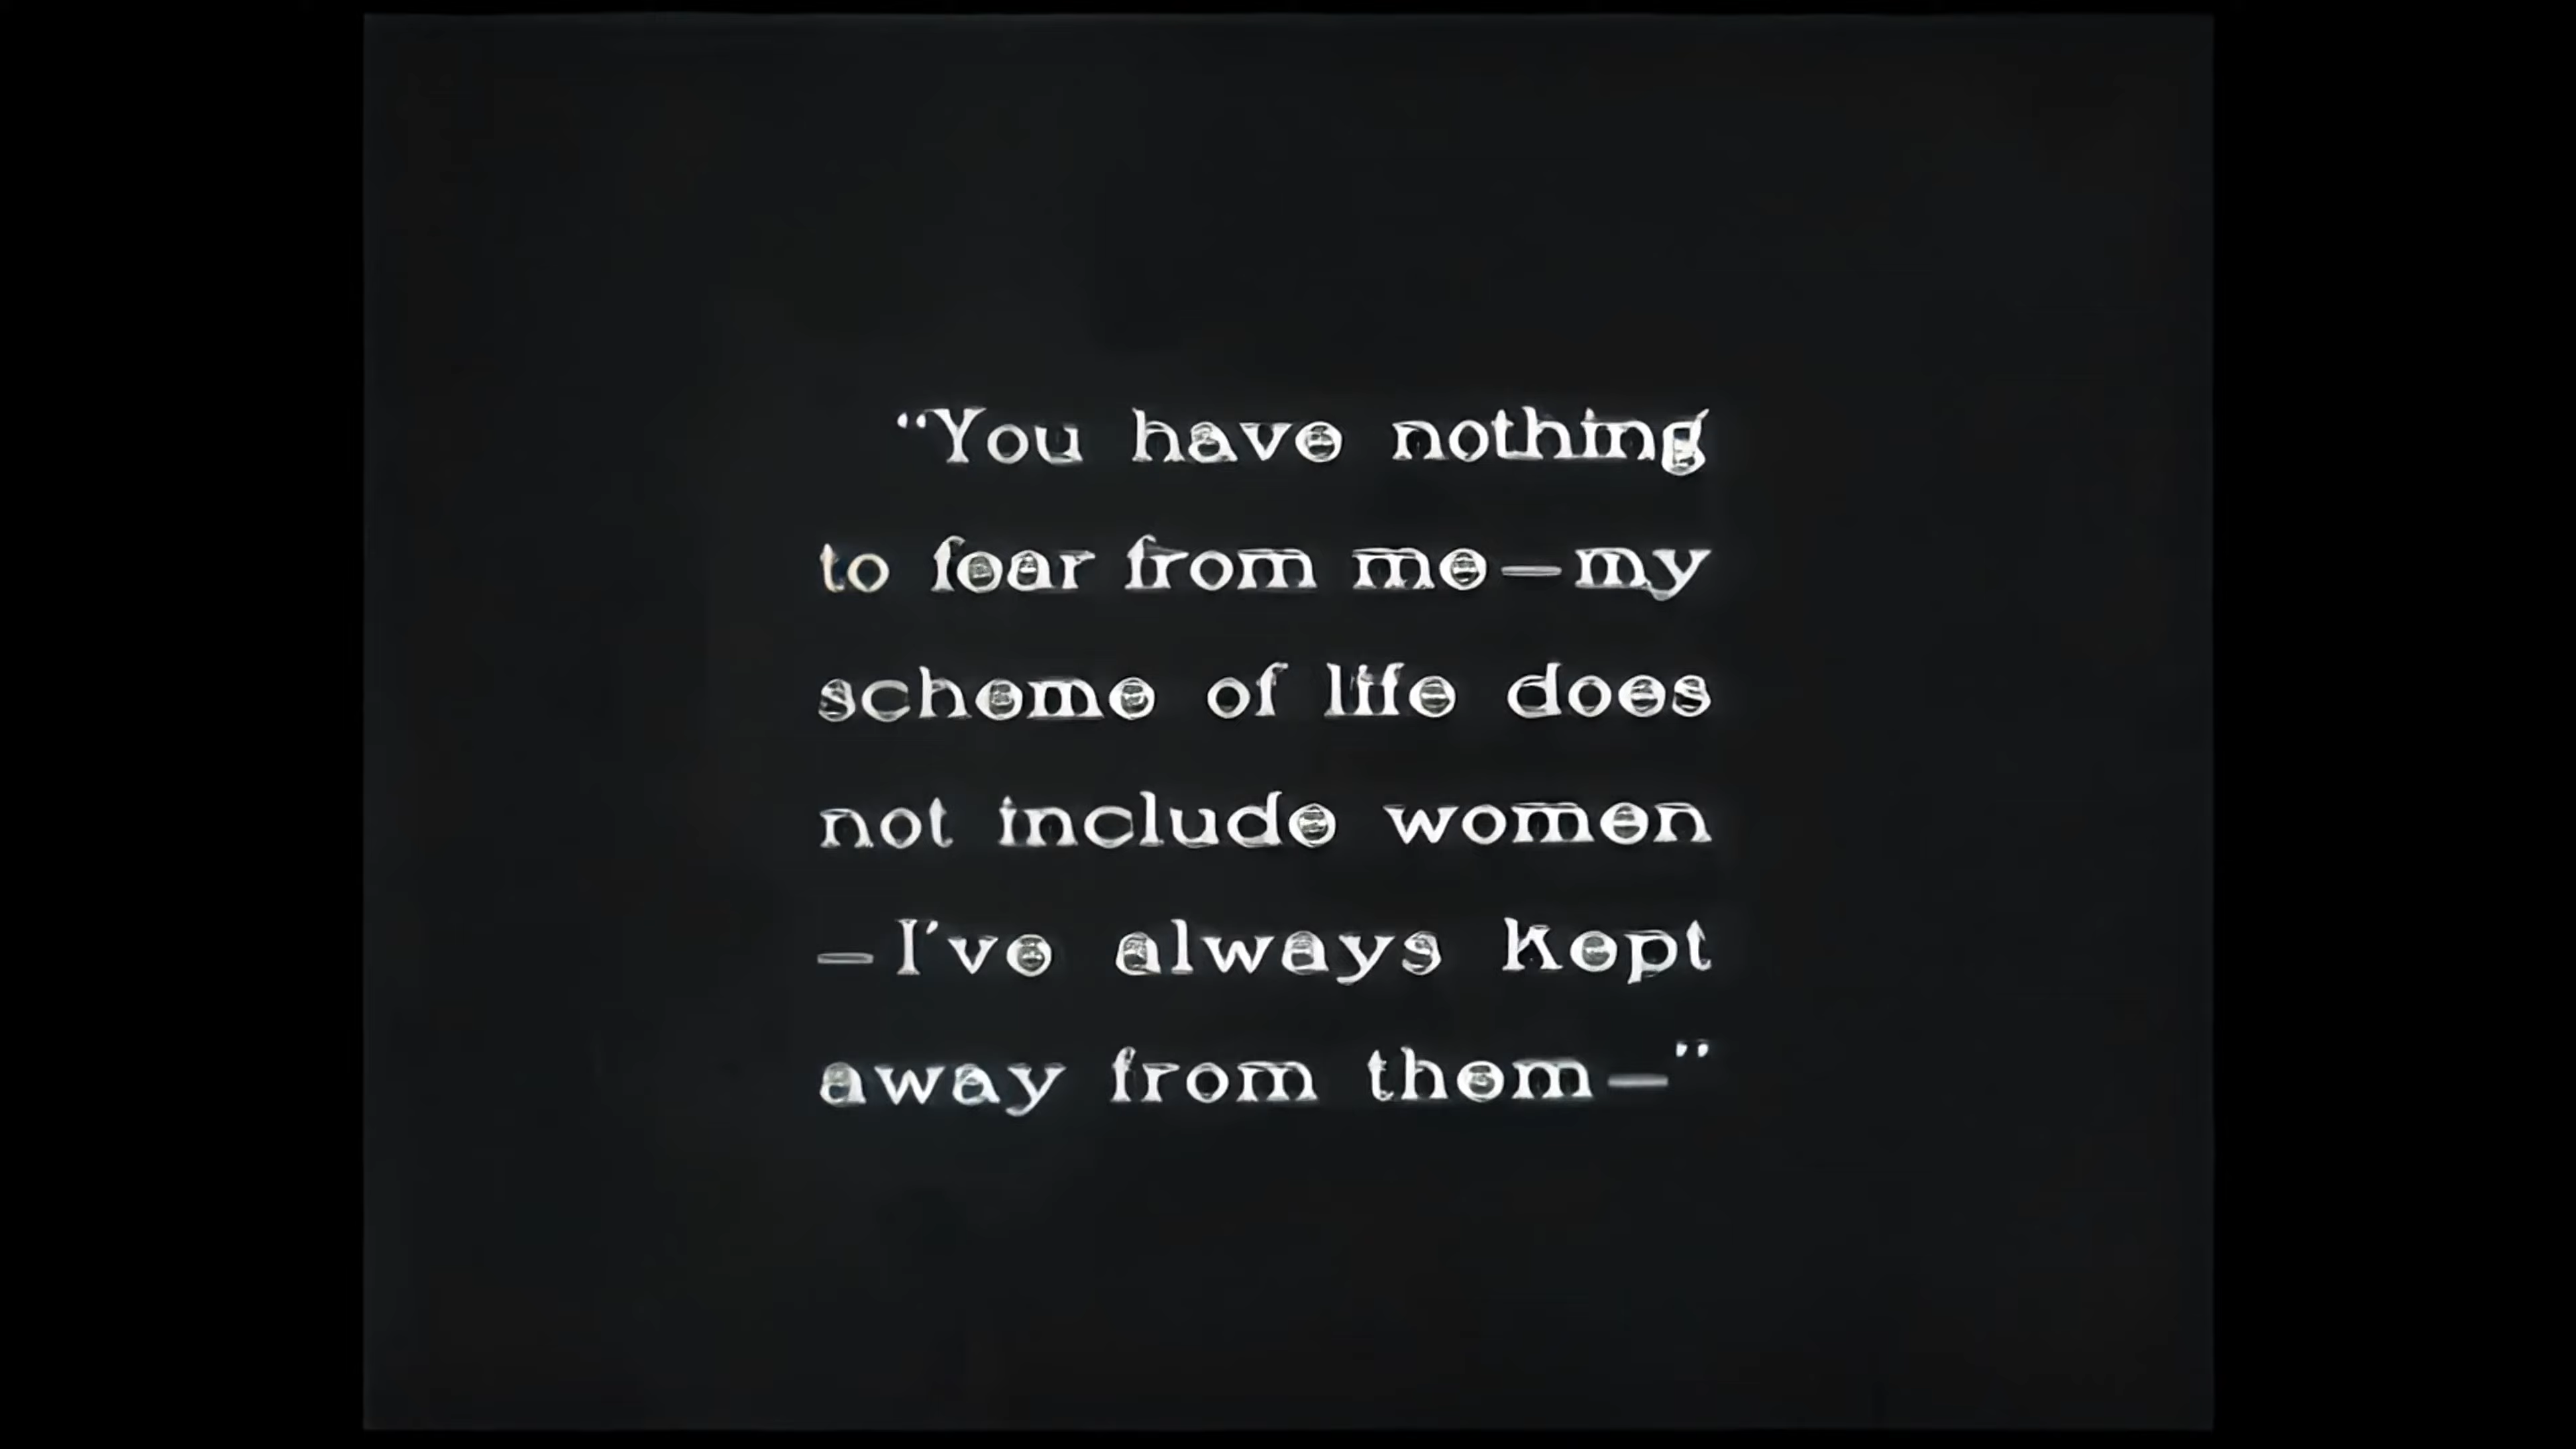 “You have nothing
to fear from me—my
scheme of life does
not include women
—I've always kept
away from them—”